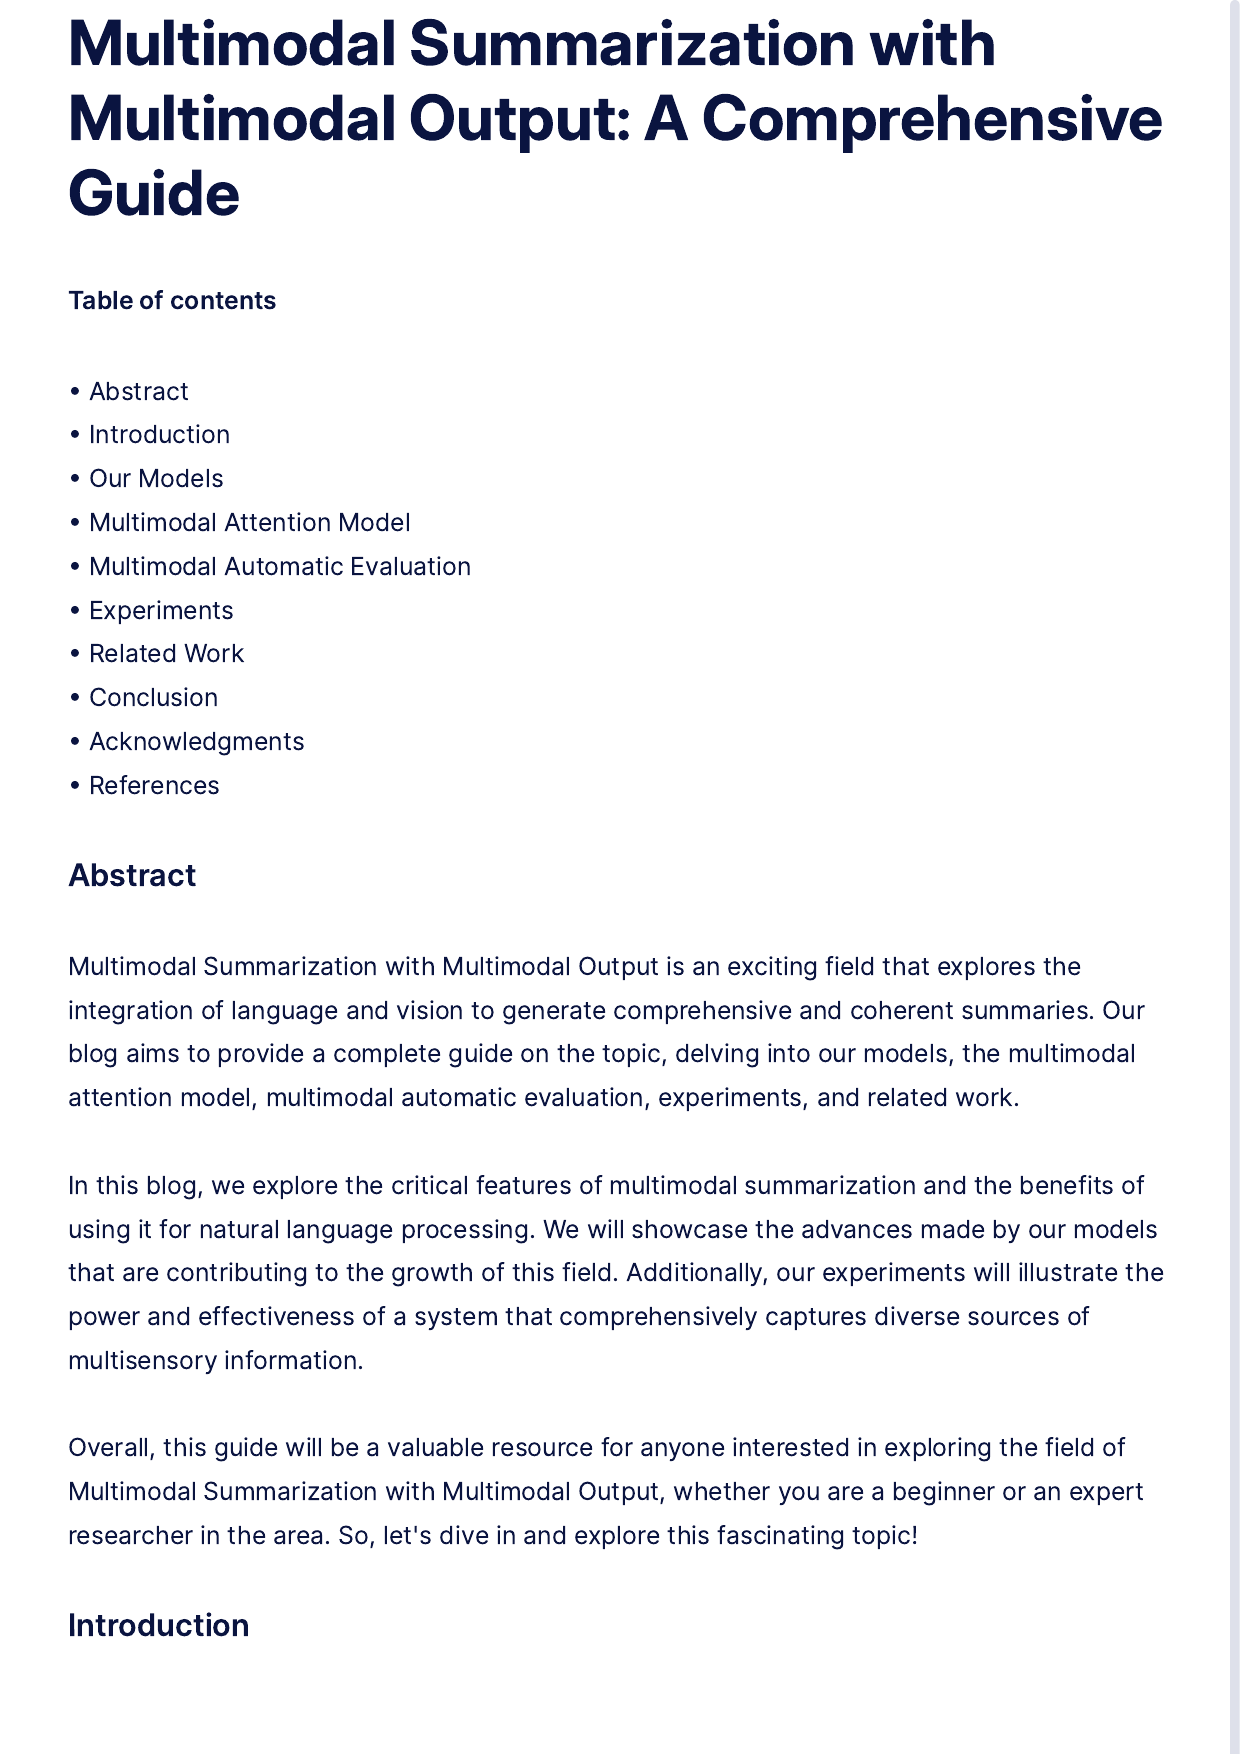 Multimodal Summarization with
Multimodal Output: A Comprehensive
Guide
Table of contents
• Abstract
• Introduction
• Our Models
• Multimodal Attention Model
• Multimodal Automatic Evaluation
• Experiments
• Related Work
• Conclusion
• Acknowledgments
• References
Abstract
Multimodal Summarization with Multimodal Output is an exciting field that explores the
integration of language and vision to generate comprehensive and coherent summaries. Our
blog aims to provide a complete guide on the topic, delving into our models, the multimodal
attention model, multimodal automatic evaluation, experiments, and related work.
In this blog, we explore the critical features of multimodal summarization and the benefits of
using it for natural language processing. We will showcase the advances made by our models
that are contributing to the growth of this field. Additionally, our experiments will illustrate the
power and effectiveness of a system that comprehensively captures diverse sources of
multisensory information.
Overall, this guide will be a valuable resource for anyone interested in exploring the field of
Multimodal Summarization with Multimodal Output, whether you are a beginner or an expert
researcher in the area. So, let's dive in and explore this fascinating topic!
Introduction